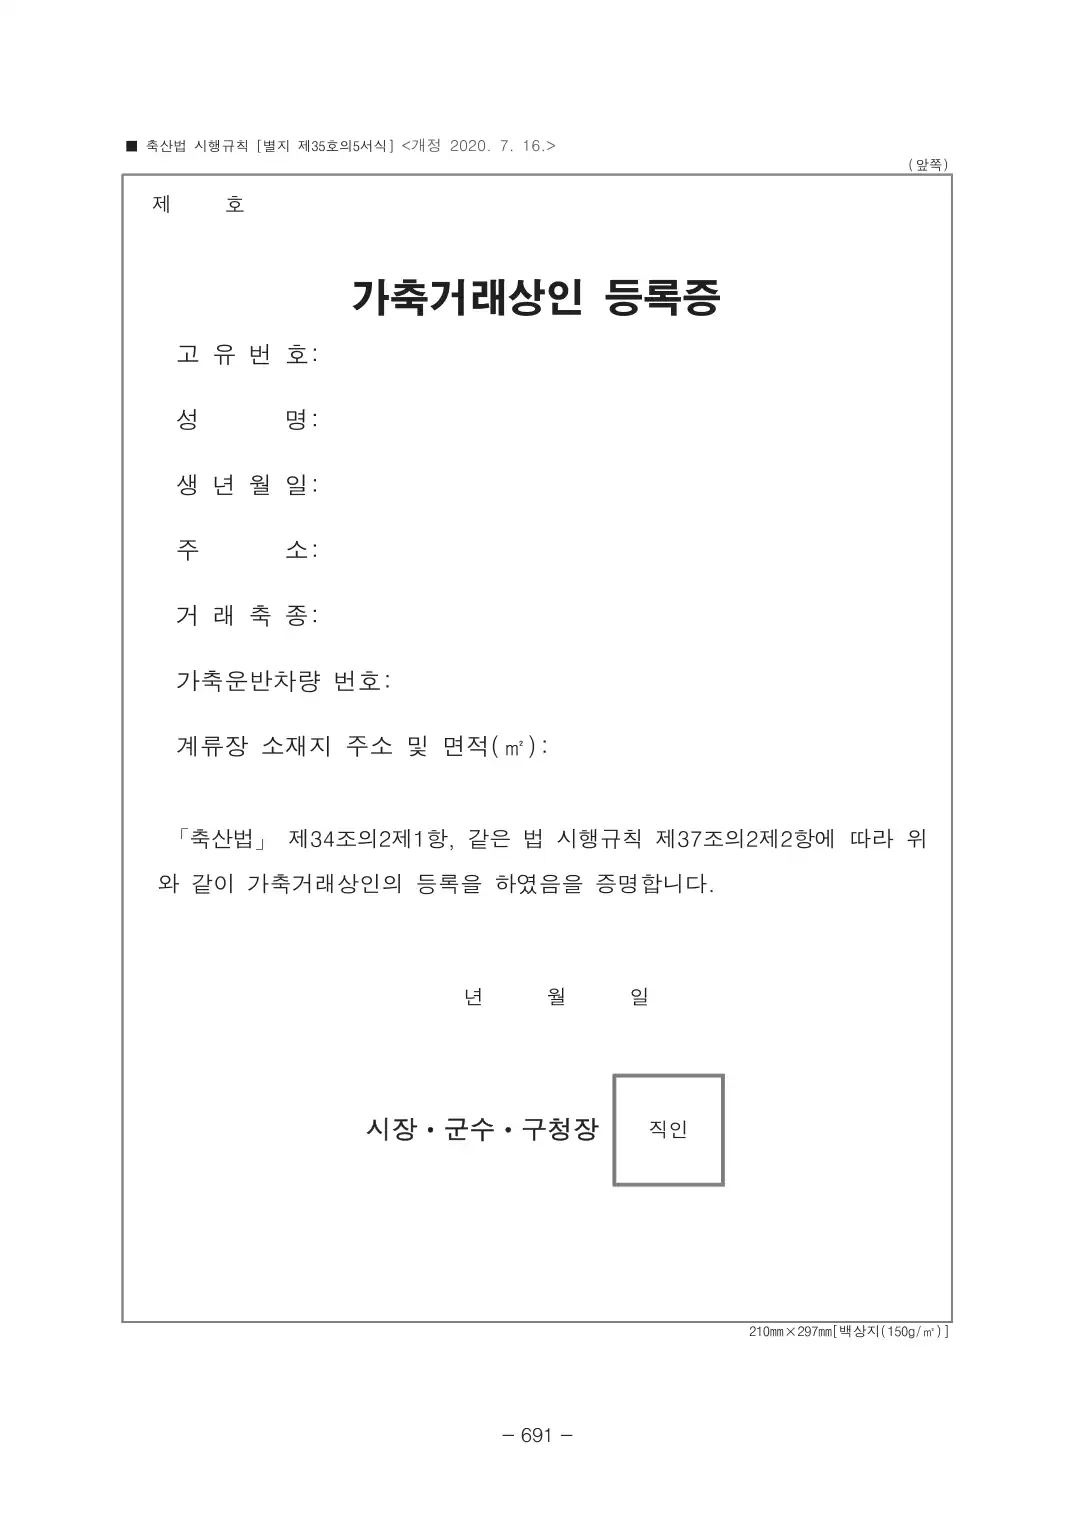 ■ 축산법 시행규칙 [별지 제35호의5서식] <개정 2020. 7. 16.>
(앞쪽)
제 호
가축거래상인 등록증
고 유 번 호:
성 명:
생 년 월 일:
주 소:
거 래 축 종:
가축운반차량 번호:
계류장 소재지 주소 및 면적(㎡):
「축산법」 제34조의2제1항, 같은 법 시행규칙 제37조의2제2항에 따라 위
와 같이 가축거래상인의 등록을 하였음을 증명합니다.
년 월 일
시장·군수·구청장 직인
210㎜×297㎜[백상지(150g/㎡)]
- 691 -